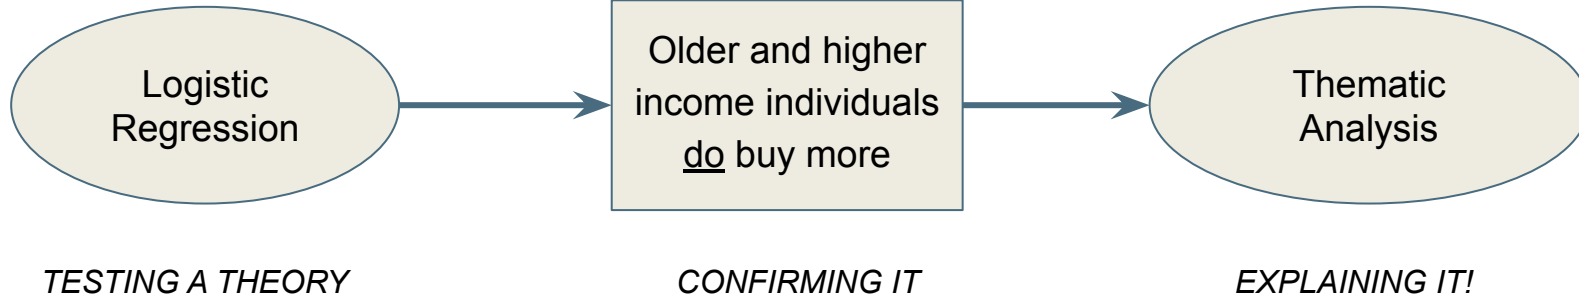 Logistic
Regression
Older and higher
income individuals
do buy more
Thematic
Analysis
TESTING A THEORY
CONFIRMING IT
EXPLAINING IT!